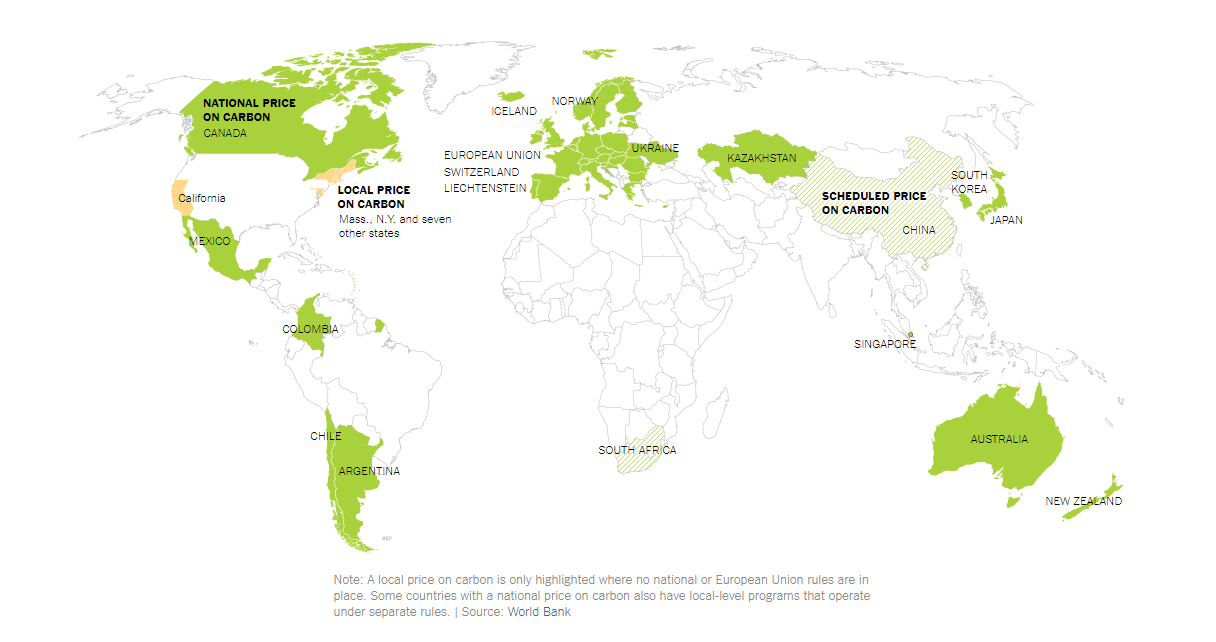 NATIONAL PRICE
ON CARBON
CANADA
ICELAND
NORWAY
EUROPEAN UNION
SWITZERLAND
LIECHTENSTEIN
UKRAINE
KAZAKHSTAN
California
LOCAL PRICE
ON CARBON
Mass., N.Y. and seven
other states
SCHEDULED PRICE
ON CARBON
CHINA
SOUTH
KOREA
JAPAN
MEXICO
COLOMBIA
SINGAPORE
CHILE
ARGENTINA
SOUTH AFRICA
AUSTRALIA
NEW ZEALAND
Note: A local price on carbon is only highlighted where no national or European Union rules are in
place. Some countries with a national price on carbon also have local-level programs that operate
under separate rules. | Source: World Bank